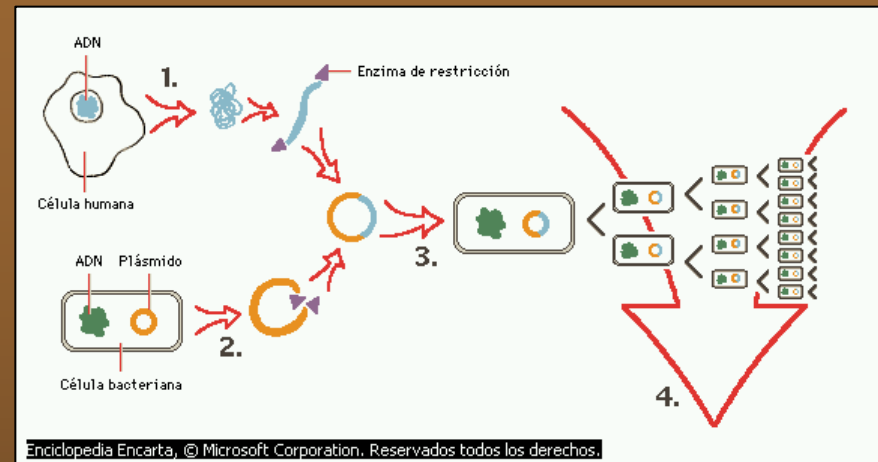 ADN
1.
Enzima de restricción
Célula humana
3.
ADN Plásmido
2.
Célula bacteriana
4.
Enciclopedia Encarta, © Microsoft Corporation. Reservados todos los derechos.